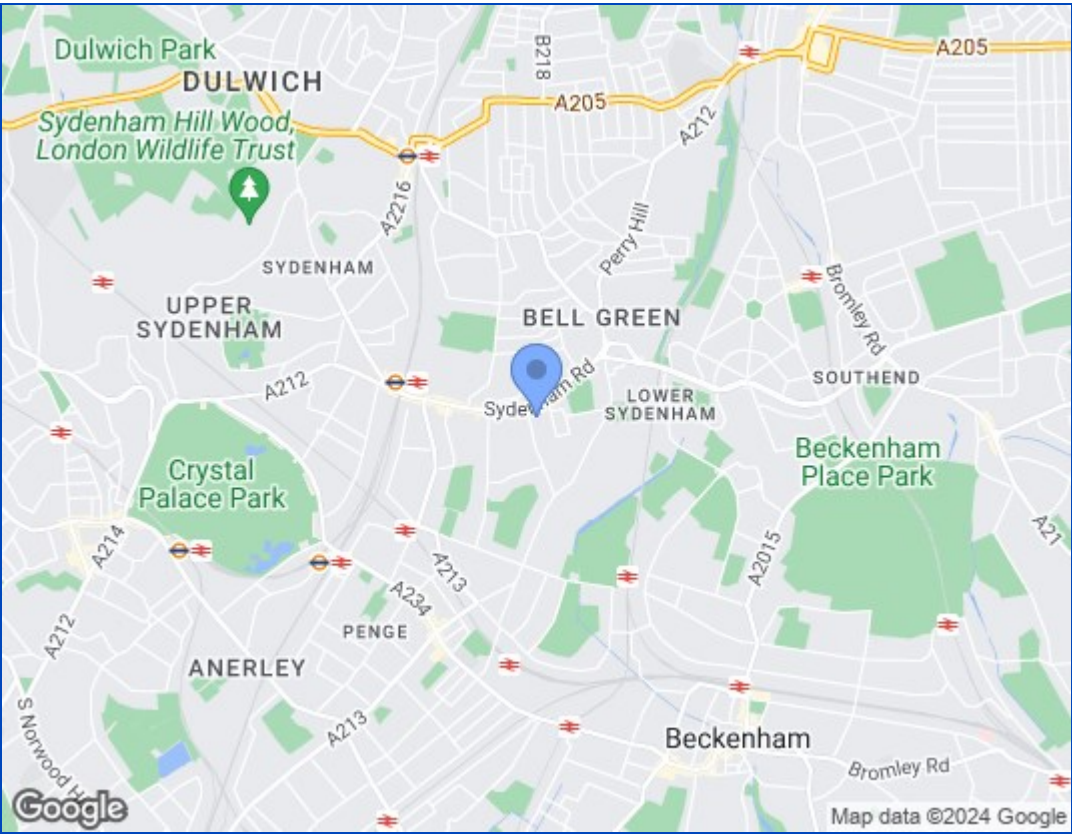 Dulwich Park
DULWICH
B218
A205
A205
Sydenham Hill Wood,
London Wildlife Trust
A212
A2216
Perry Hill
SYDENHAM
UPPER
SYDENHAM
BELL GREEN
Bromley Rd
A212
Sydenham Rd
SOUTHEND
LOWER
SYDENHAM
Crystal
Palace Park
Beckenham
Place Park
A214
A21
A2015
A213
A234
A212
PENGE
ANERLEY
S Norwood H
A213
Beckenham
Bromley Rd
Google
Map data ©2024 Google